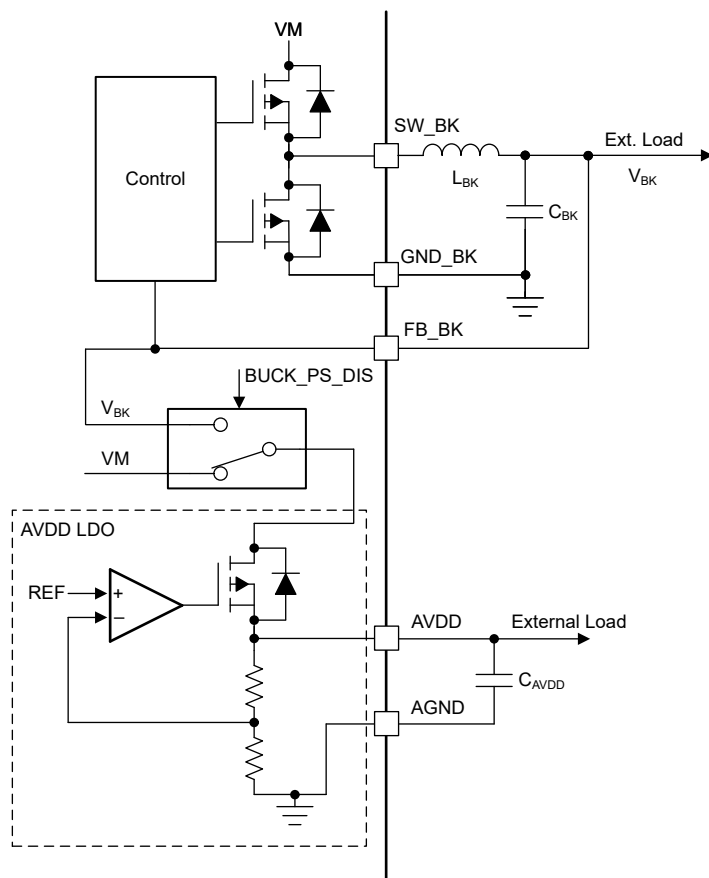 VM
Control
SW_BK
Ext. Load
L_BK
V_BK
C_BK
GND_BK
FB_BK
BUCK_PS_DIS
V_BK
VM
AVDD LDO
REF
+
−
AVDD
External Load
C_AVDD
AGND